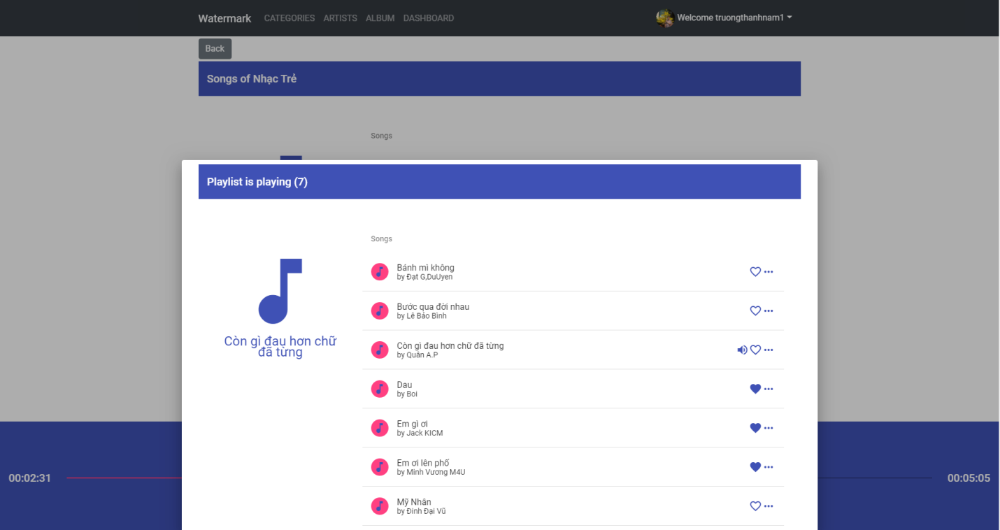 Watermark CATEGORIES ARTISTS ALBUM DASHBOARD Welcome truongthanhnam1
Back
Songs of Nhạc Trẻ
Songs
Playlist is playing (7)
Songs
Bánh mì không
by Đạt G,DuUyen
Bước qua đời nhau
by Lê Bảo Bình
Còn gì đau hơn chữ
đã từng
Còn gì đau hơn chữ đã từng
by Quân A.P
Dau
by Boi
Em gì ơi
by Jack KICM
Em ơi lên phố
by Minh Vương M4U
Mỹ Nhân
by Đinh Đại Vũ
00:02:31
00:05:05